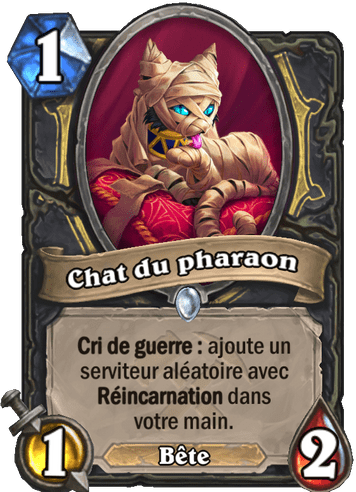 1
Chat du pharaon
Cri de guerre : ajoute un
serviteur aléatoire avec
Réincarnation dans
votre main.
1
Bête
2